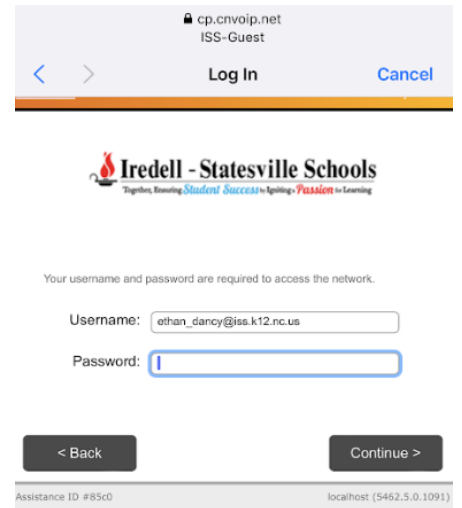 cp.cnvoip.net
ISS-Guest
< > Log In Cancel
Iredell - Statesville Schools
Together, Ensuring Student Success by Igniting a Passion for Learning
Your username and password are required to access the network.
Username: ethan_dancy@iss.k12.nc.us
Password:
< Back Continue >
Assistance ID #85c0 localhost (5462.5.0.1091)